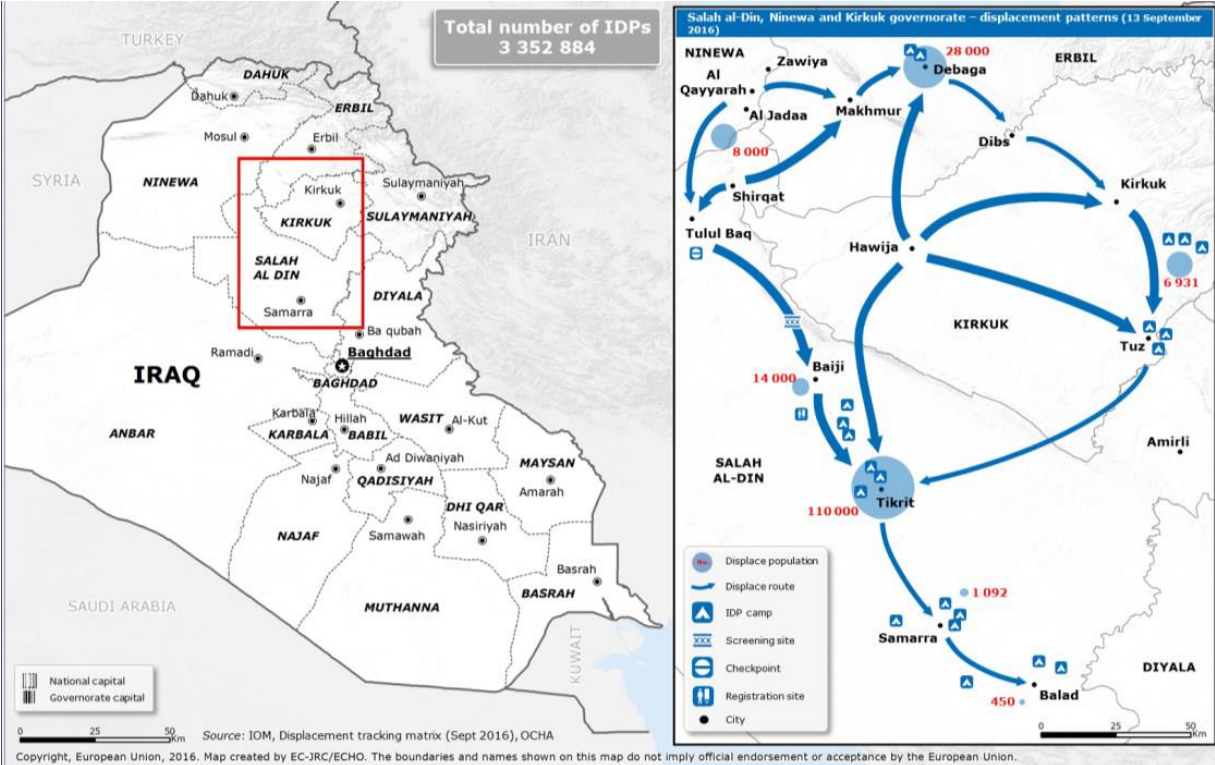 Total number of IDPs
3 352 884
TURKEY
DAHUK
Dahuk
ERBIL
Mosul
Erbil
SYRIA
NINEWA
Kirkuk
Sulaymaniyah
KIRKUK
SULAYMANIYAH
IRAN
SALAH
AL DIN
Samarra
DIYALA
Ba qubah
Ramadi
Baghdad
IRAQ
BAGHDAD
Karbala'
Hillah
WASIT
Al-Kut
ANBAR
KARBALA
BABIL
Ad Diwaniyah
MAYSAN
Najaf
QADISIYAH
Amarah
DHI QAR
NAJAF
Samawah
Nasiriyah
Basrah
BASRAH
SAUDI ARABIA
MUTHANNA
KUWAIT
National capital
Governorate capital
0 25 50
Km
Source: IOM, Displacement tracking matrix (Sept 2016), OCHA
Salah al-Din, Ninewa and Kirkuk governorate – displacement patterns (13 September
2016)
NINEWA
Zawiya
28 000
ERBIL
Al
Qayyarah
Debaga
Al Jadaa
Makhmur
8 000
Dibs
Shirqat
Kirkuk
Tulul Baq
Hawija
6 931
KIRKUK
Tuz
Baiji
14 000
Amirli
SALAH
AL-DIN
Tikrit
110 000
1 092
Samarra
DIYALA
Balad
450
Displace population
Displace route
IDP camp
XXX
Screening site
Checkpoint
Registration site
City
0 25 50
Km
XXX
Copyright, European Union, 2016. Map created by EC-JRC/ECHO. The boundaries and names shown on this map do not imply official endorsement or acceptance by the European Union.